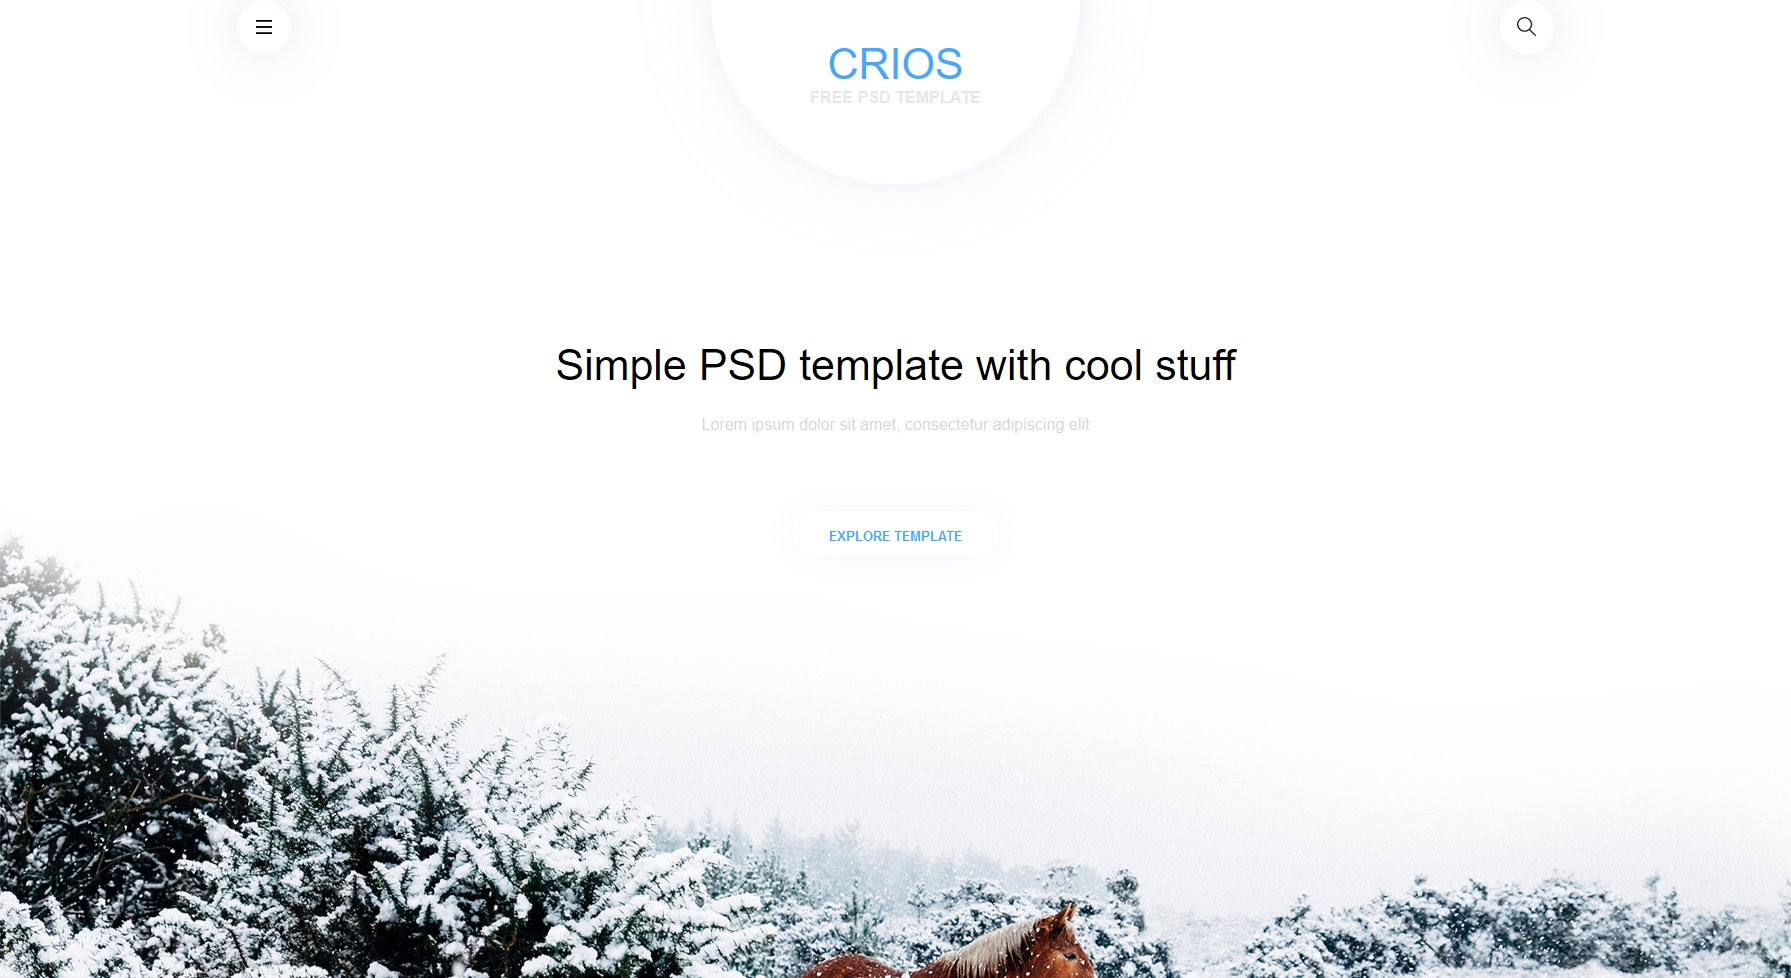 CRIOS
FREE PSD TEMPLATE
Simple PSD template with cool stuff
Lorem ipsum dolor sit amet, consectetur adipiscing elit
EXPLORE TEMPLATE